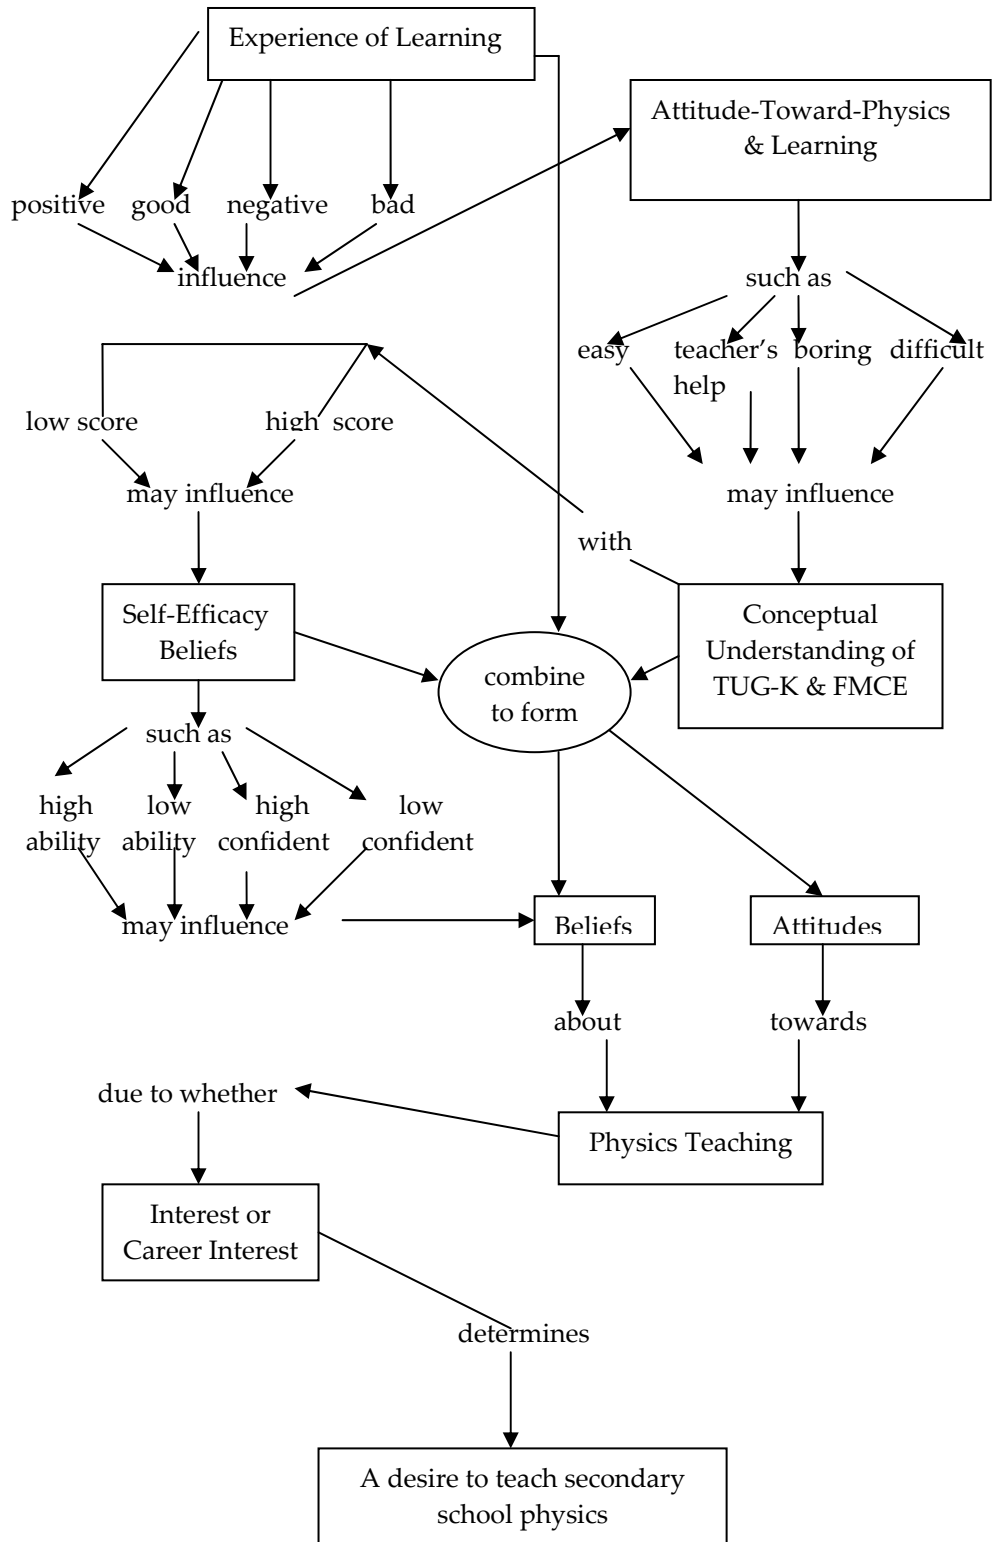 Experience of Learning
Attitude-Toward-Physics
& Learning
positive good negative bad
influence
such as
easy teacher's boring difficult
help
low score high score
may influence
may influence
with
Self-Efficacy
Beliefs
Conceptual
Understanding of
TUG-K & FMCE
combine
to form
such as
high low high low
ability ability confident confident
may influence
Beliefs
Attitudes
about
towards
due to whether
Physics Teaching
Interest or
Career Interest
determines
A desire to teach secondary
school physics